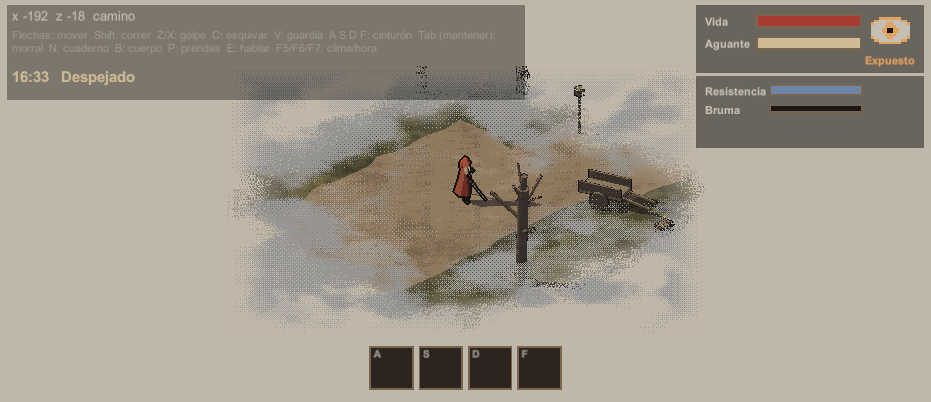 x -192 z -18 camino
Flechas: mover Shift: correr Z/X: golpe C: esquivar V: guardia A S D F: cinturón Tab (mantener):
morral N: cuaderno B: cuerpo P: prendas E: hablar F5/F6/F7: clima/hora
16:33 Despejado
Vida
Aguante
Expuesto
Resistencia
Bruma
A S D F